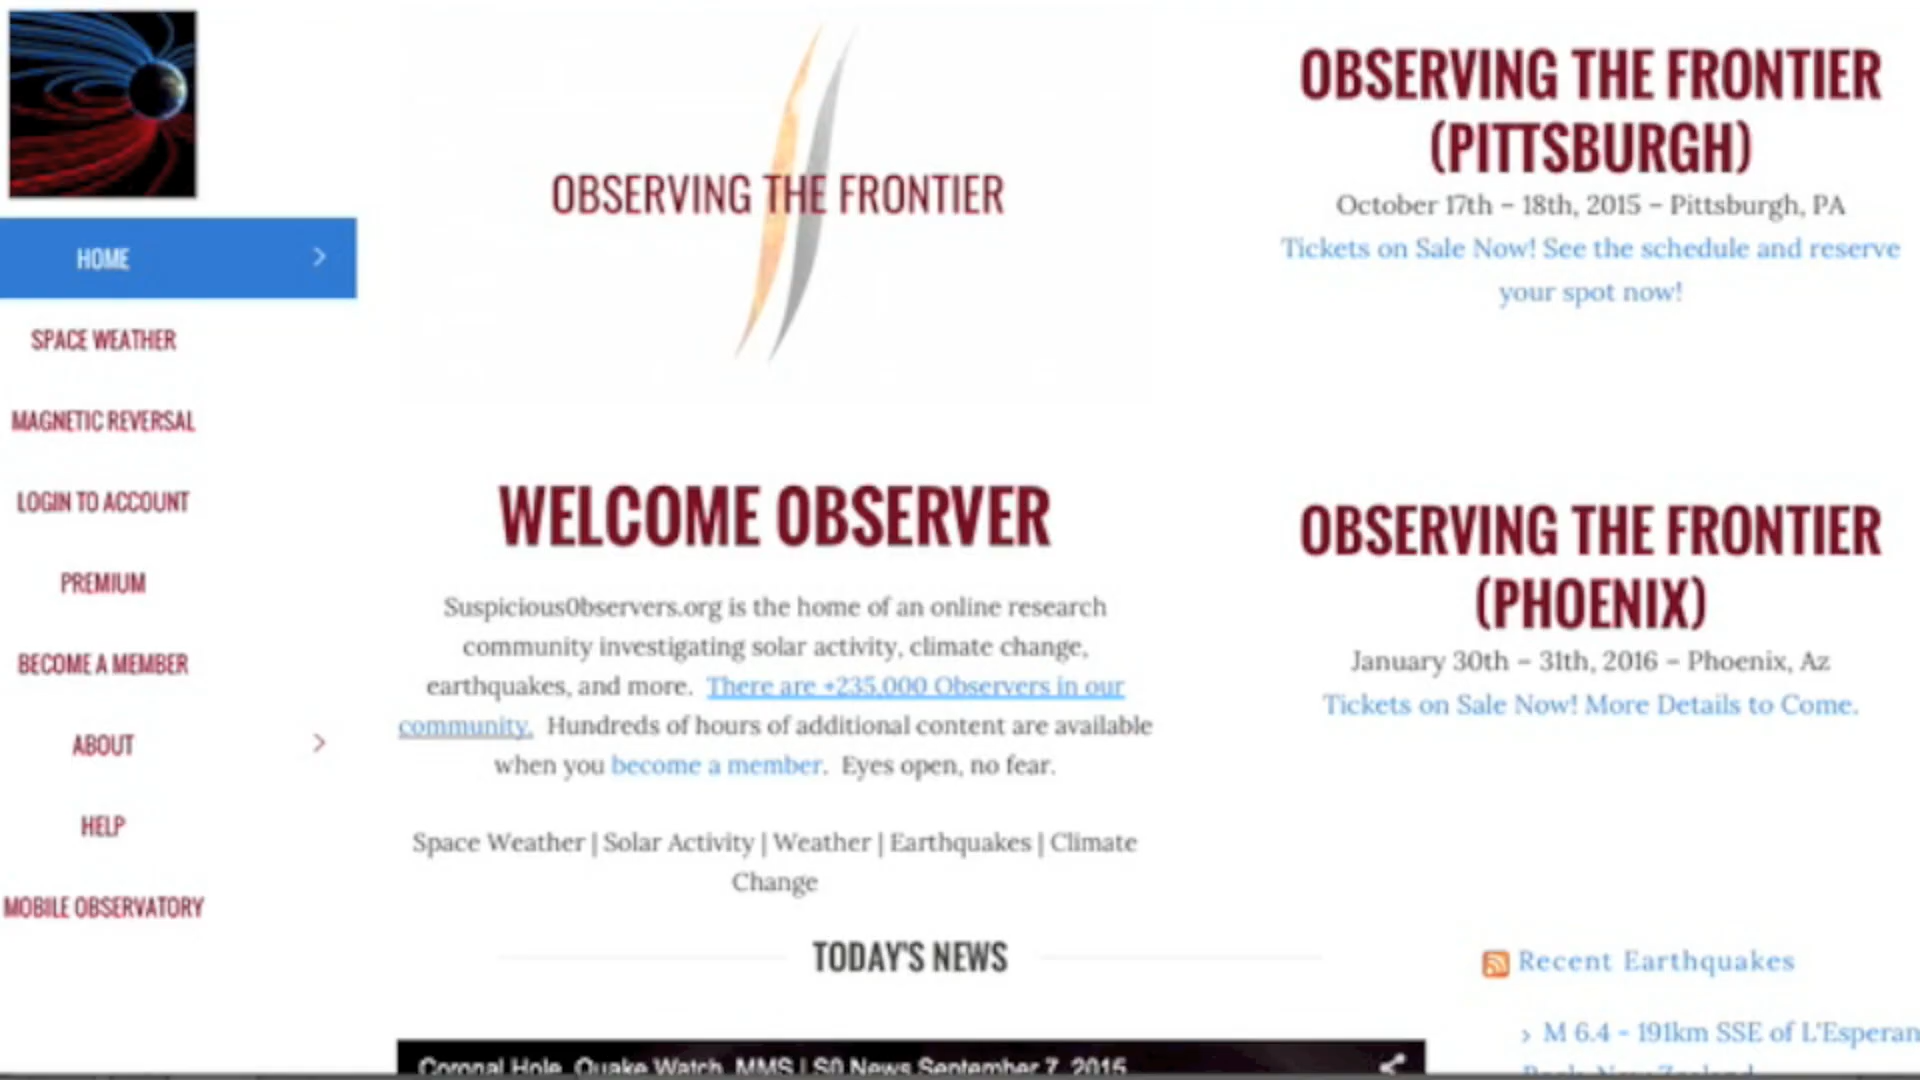 HOME
SPACE WEATHER
MAGNETIC REVERSAL
LOGIN TO ACCOUNT
PREMIUM
BECOME A MEMBER
ABOUT
HELP
MOBILE OBSERVATORY
OBSERVING THE FRONTIER
WELCOME OBSERVER
Suspicious0bservers.org is the home of an online research
community investigating solar activity, climate change,
earthquakes, and more. There are +235,000 Observers in our
community. Hundreds of hours of additional content are available
when you become a member. Eyes open, no fear.
Space Weather | Solar Activity | Weather | Earthquakes | Climate
Change
TODAY'S NEWS
Coronal Hole, Quake Watch, MMS | S0 News September 7, 2015
OBSERVING THE FRONTIER
(PITTSBURGH)
October 17th – 18th, 2015 – Pittsburgh, PA
Tickets on Sale Now! See the schedule and reserve
your spot now!
OBSERVING THE FRONTIER
(PHOENIX)
January 30th – 31th, 2016 – Phoenix, Az
Tickets on Sale Now! More Details to Come.
Recent Earthquakes
› M 6.4 - 191km SSE of L'Esperan
Rock, New Zealand